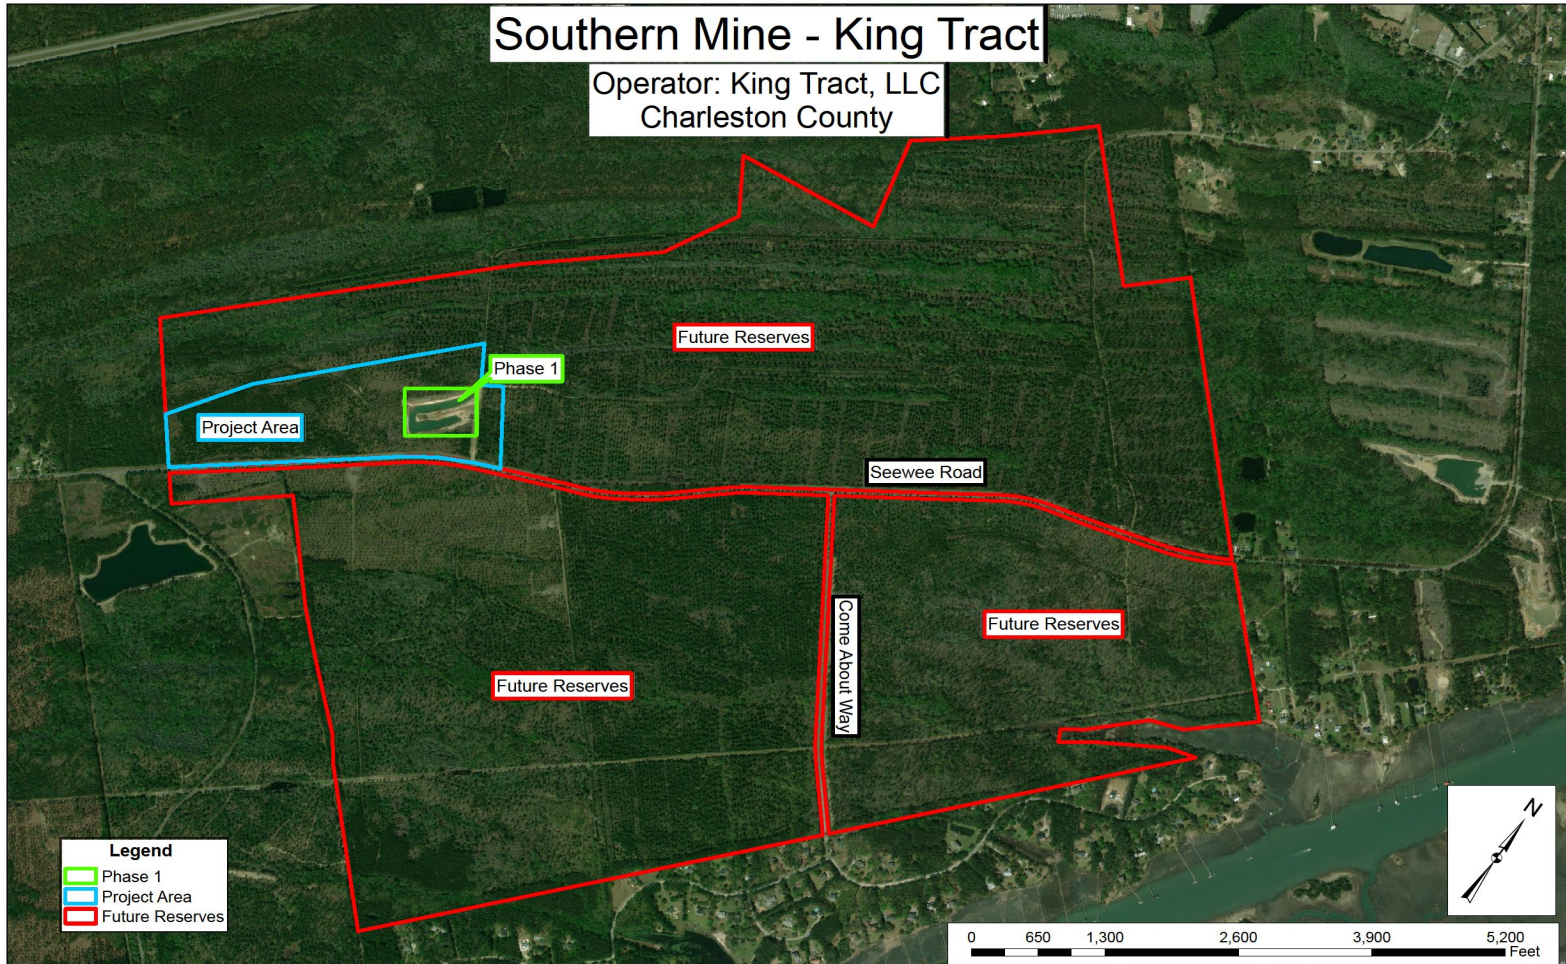 Southern Mine - King Tract
Operator: King Tract, LLC
Charleston County
Future Reserves
Phase 1
Project Area
Seewee Road
Come About Way
Future Reserves
Future Reserves
Legend
Phase 1
Project Area
Future Reserves
N
0 650 1,300 2,600 3,900 5,200
Feet